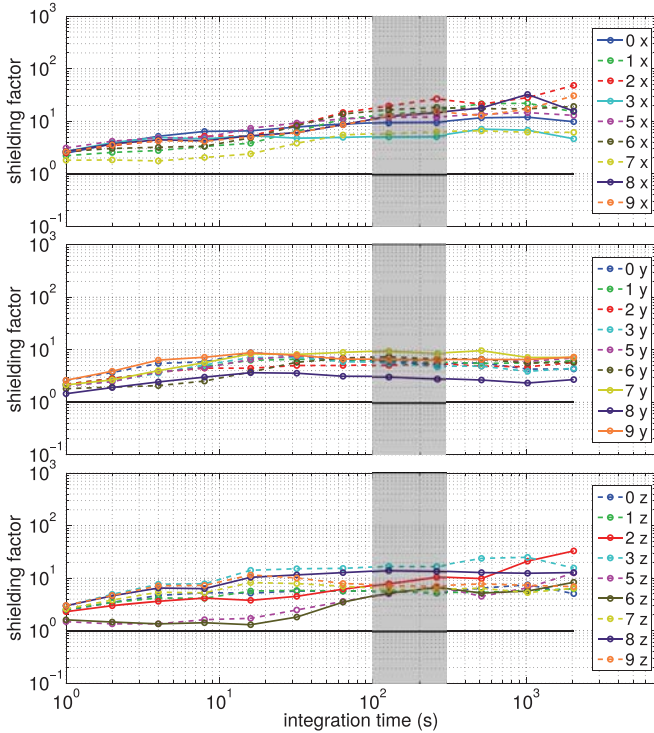 10^3
10^2
10^1
10^0
10^-1
shielding factor
0 x
1 x
2 x
3 x
5 x
6 x
7 x
8 x
9 x
10^3
10^2
10^1
10^0
10^-1
shielding factor
0 y
1 y
2 y
3 y
5 y
6 y
7 y
8 y
9 y
10^3
10^2
10^1
10^0
10^-1
shielding factor
0 z
1 z
2 z
3 z
5 z
6 z
7 z
8 z
9 z
10^0
10^1
10^2
10^3
integration time (s)